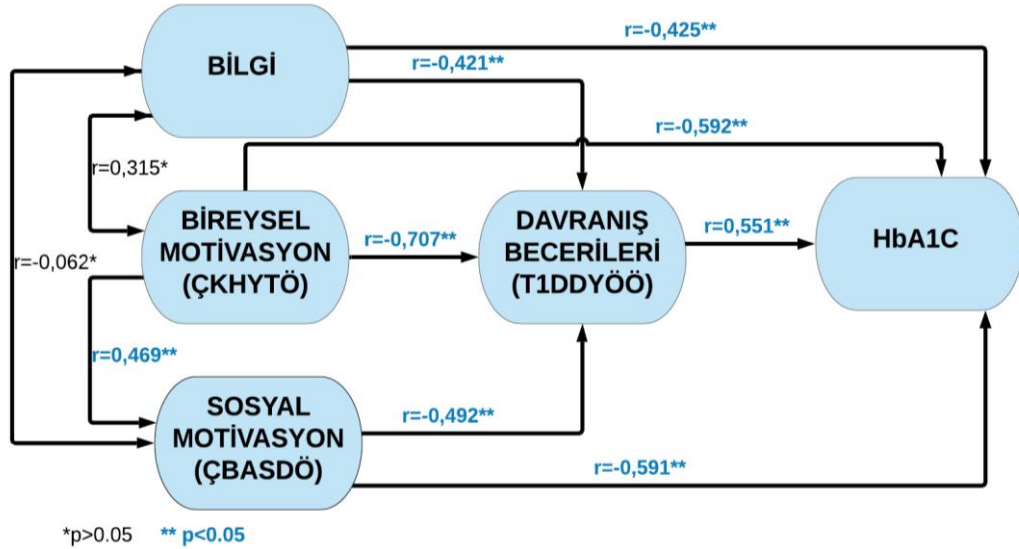 r=-0,425**
BİLGİ
r=-0,421**
r=-0,592**
r=0,315*
BİREYSEL
MOTİVASYON
(ÇKHYTÖ)
r=-0,707**
DAVRANIŞ
BECERİLERİ
(T1DDYÖÖ)
r=0,551**
HbA1C
r=-0,062*
r=0,469**
SOSYAL
MOTİVASYON
(ÇBASDÖ)
r=-0,492**
r=-0,591**
*p>0.05 ** p<0.05